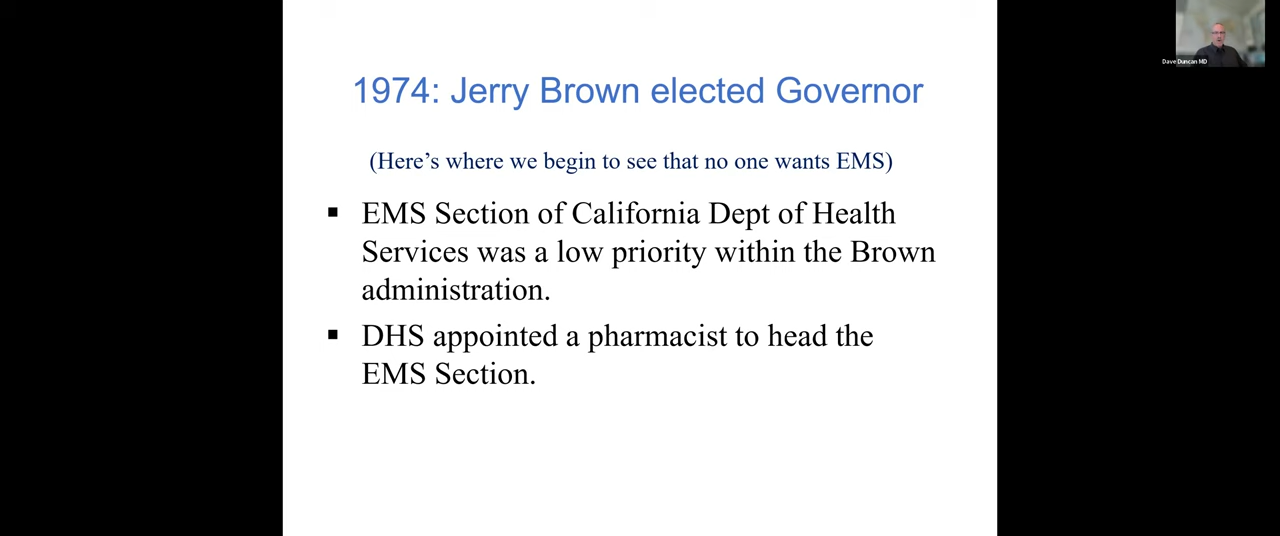 Dave Duncan MD
1974: Jerry Brown elected Governor
(Here's where we begin to see that no one wants EMS)
▪ EMS Section of California Dept of Health
Services was a low priority within the Brown
administration.
▪ DHS appointed a pharmacist to head the
EMS Section.